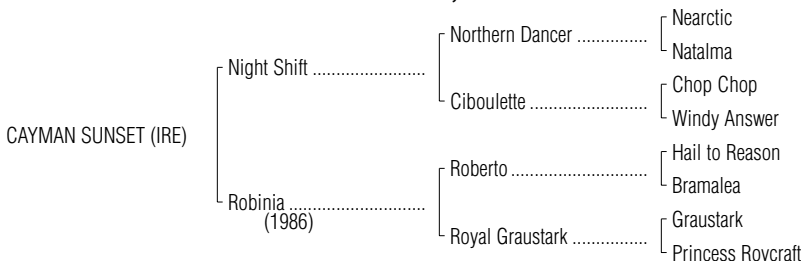 Nearctic
Northern Dancer ...............
Natalma
Night Shift ........................
Chop Chop
Ciboulette .........................
Windy Answer
CAYMAN SUNSET (IRE)
Hail to Reason
Roberto .............................
Bramalea
Robinia .............................
(1986)
Graustark
Royal Graustark ................
Princess Roycraft